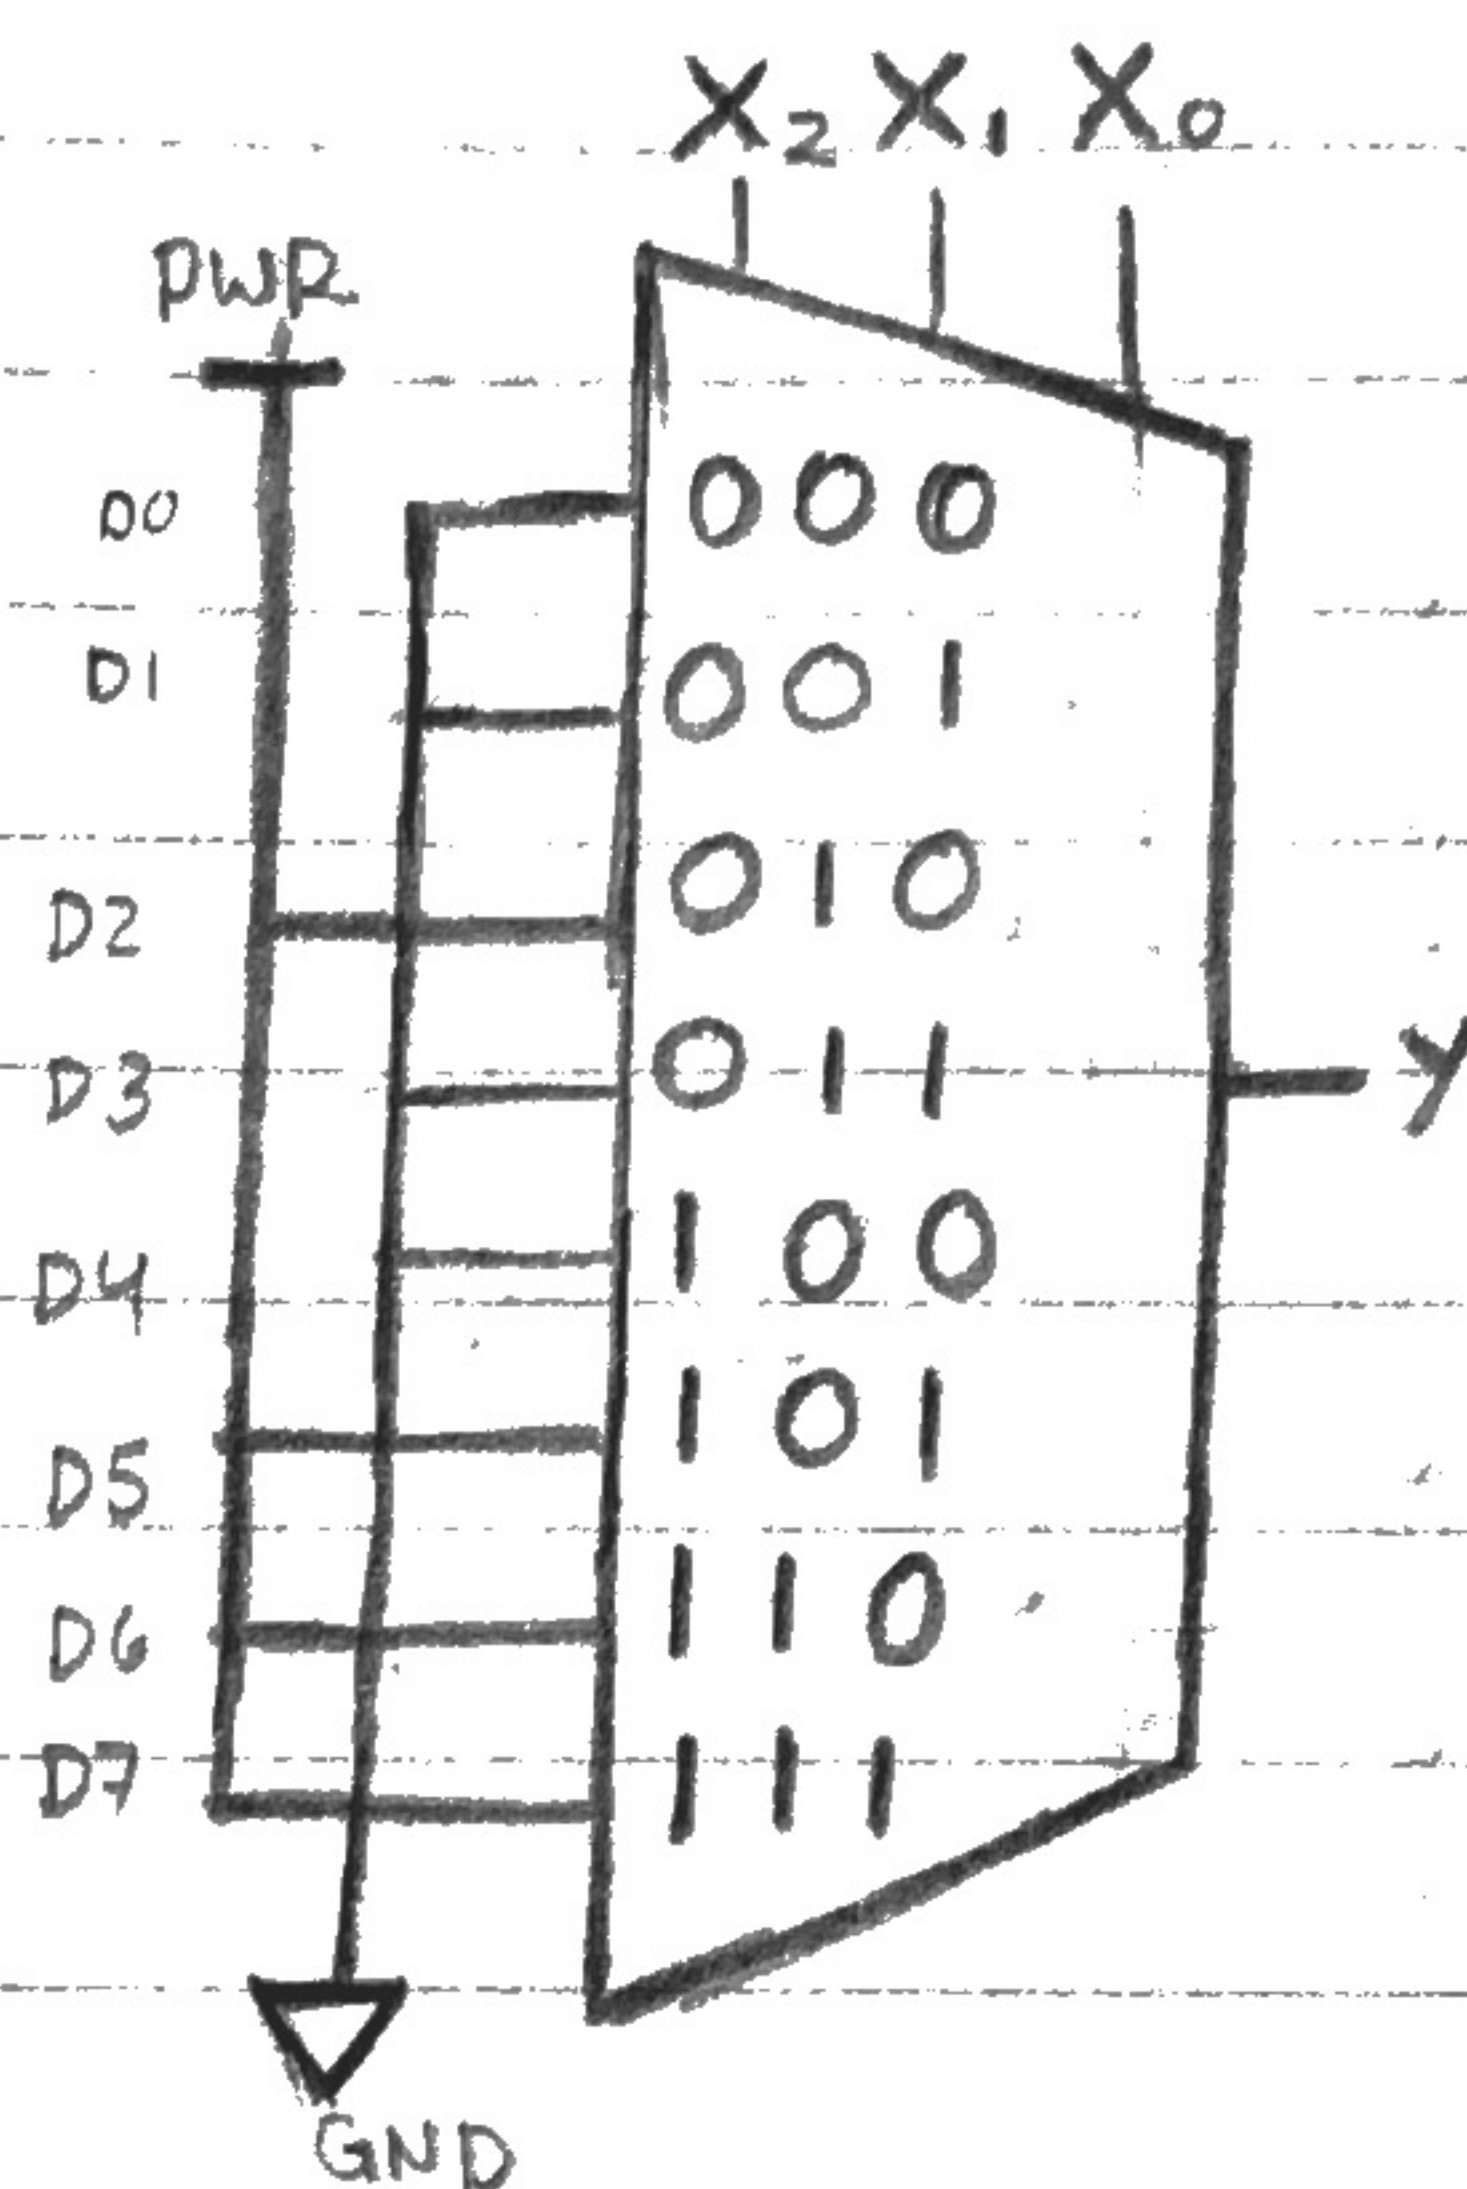 X₂ X₁ X₀
PWR
D0 000
D1 001
D2 010
D3 011
Y
D4 100
D5 101
D6 110
D7 111
GND